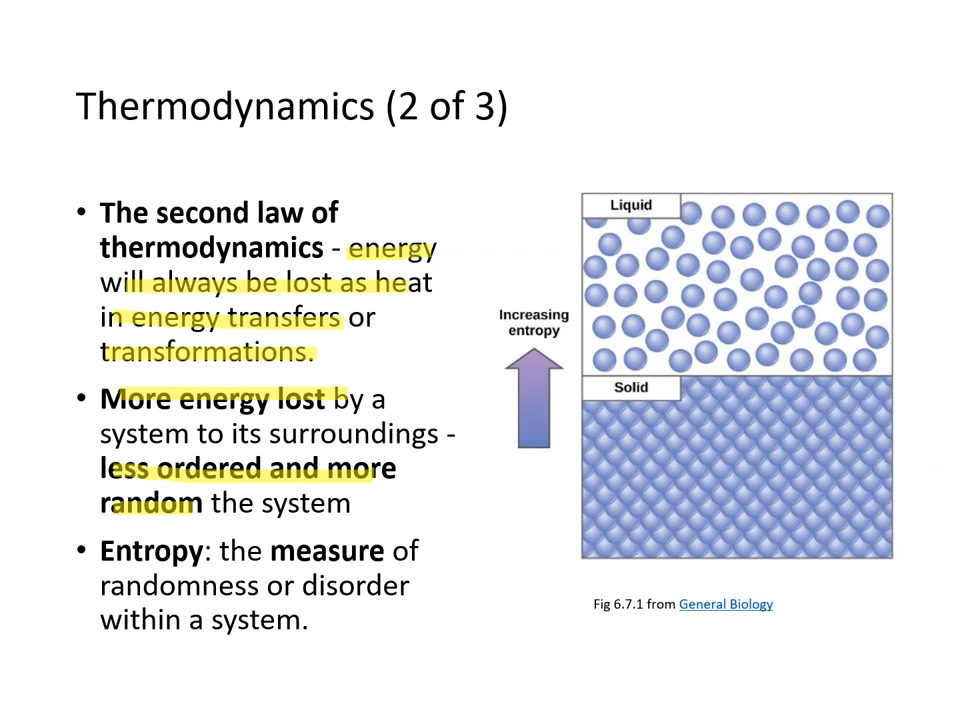 Thermodynamics (2 of 3)
• The second law of
thermodynamics - energy
will always be lost as heat
in energy transfers or
transformations.
• More energy lost by a
system to its surroundings -
less ordered and more
random the system
• Entropy: the measure of
randomness or disorder
within a system.
Liquid
Increasing
entropy
Solid
Fig 6.7.1 from General Biology